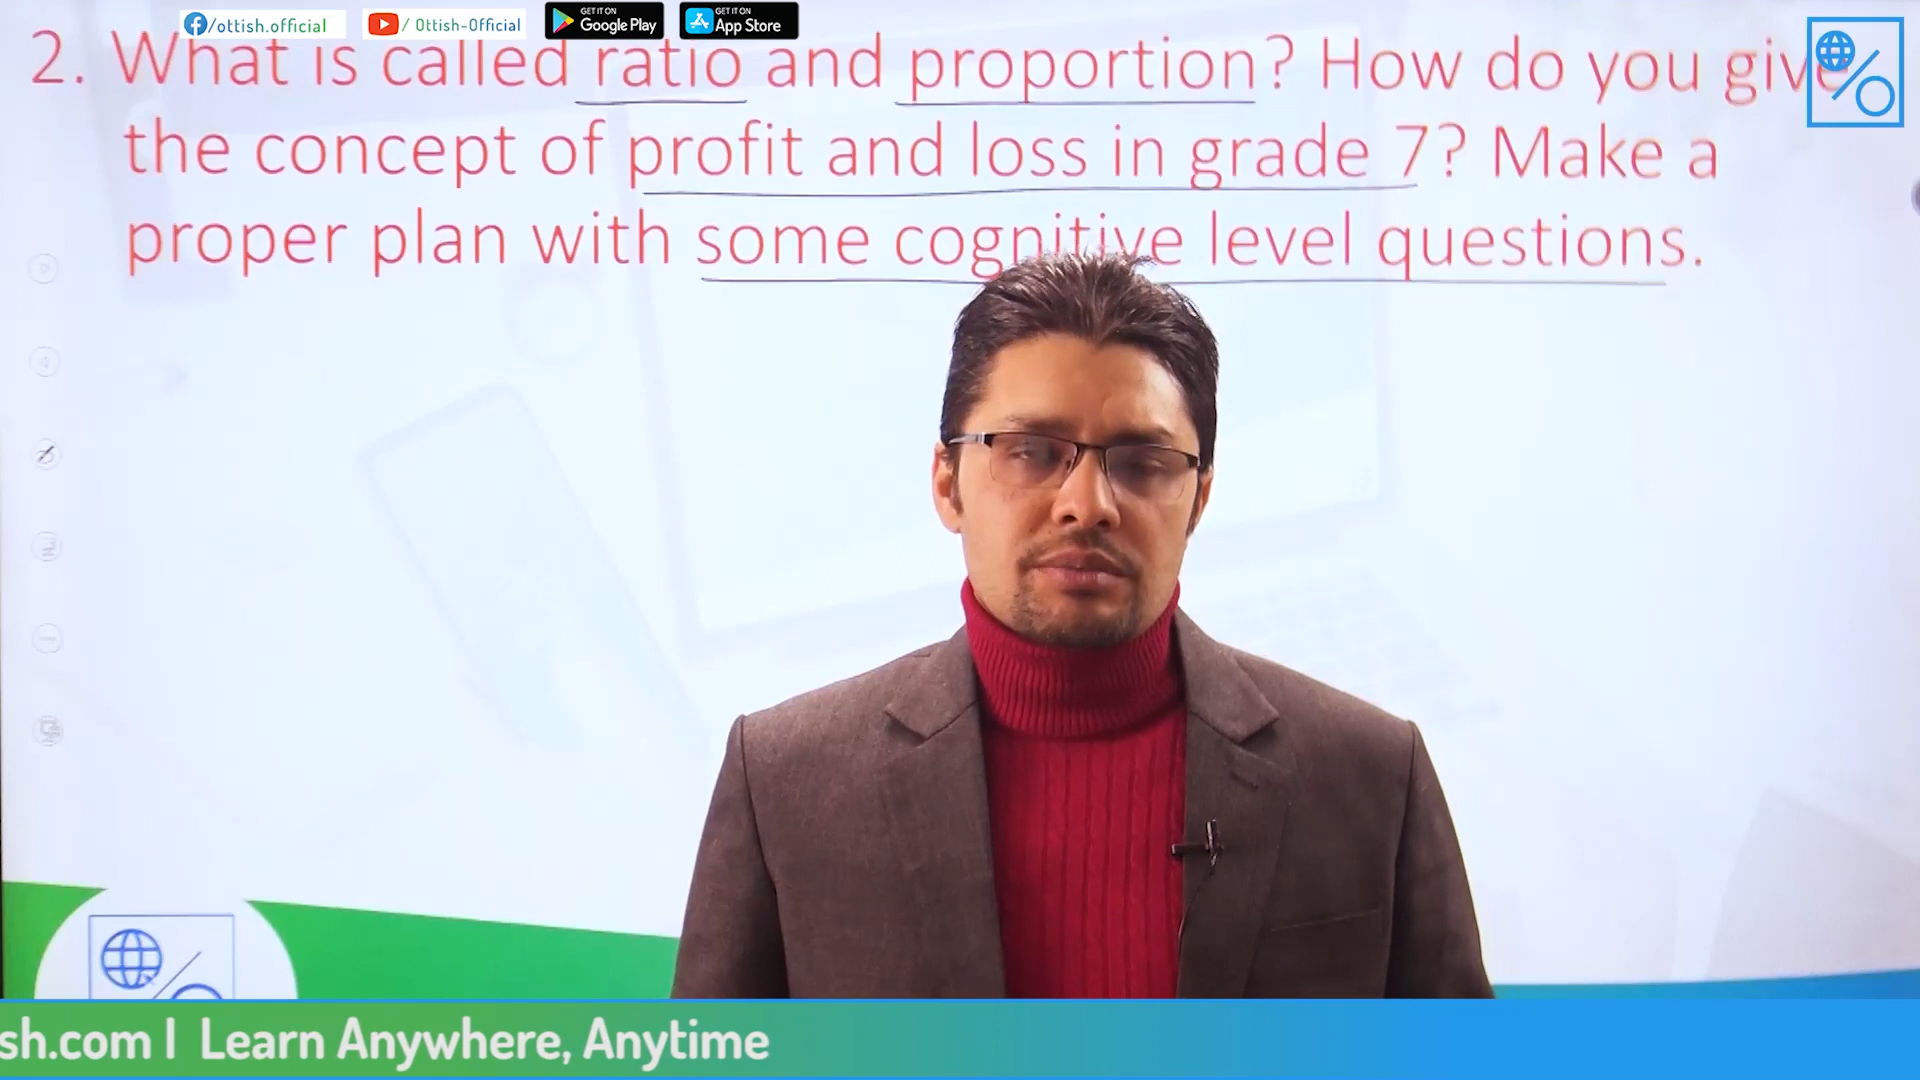 /ottish.official
/ Ottish-Official
GET IT ON
Google Play
GET IT ON
App Store
2. What is called ratio and proportion? How do you give
the concept of profit and loss in grade 7? Make a
proper plan with some cognitive level questions.
sh.com | Learn Anywhere, Anytime